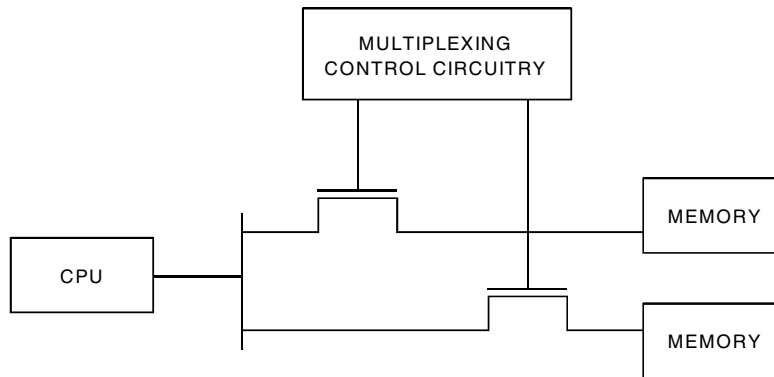 MULTIPLEXING
CONTROL CIRCUITRY
MEMORY
CPU
MEMORY